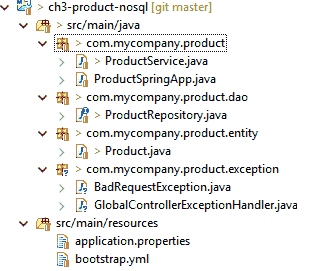 ch3-product-nosql [git master]
> src/main/java
> com.mycompany.product
> ProductService.java
ProductSpringApp.java
> com.mycompany.product.dao
> ProductRepository.java
> com.mycompany.product.entity
> Product.java
> com.mycompany.product.exception
BadRequestException.java
GlobalControllerExceptionHandler.java
src/main/resources
application.properties
bootstrap.yml